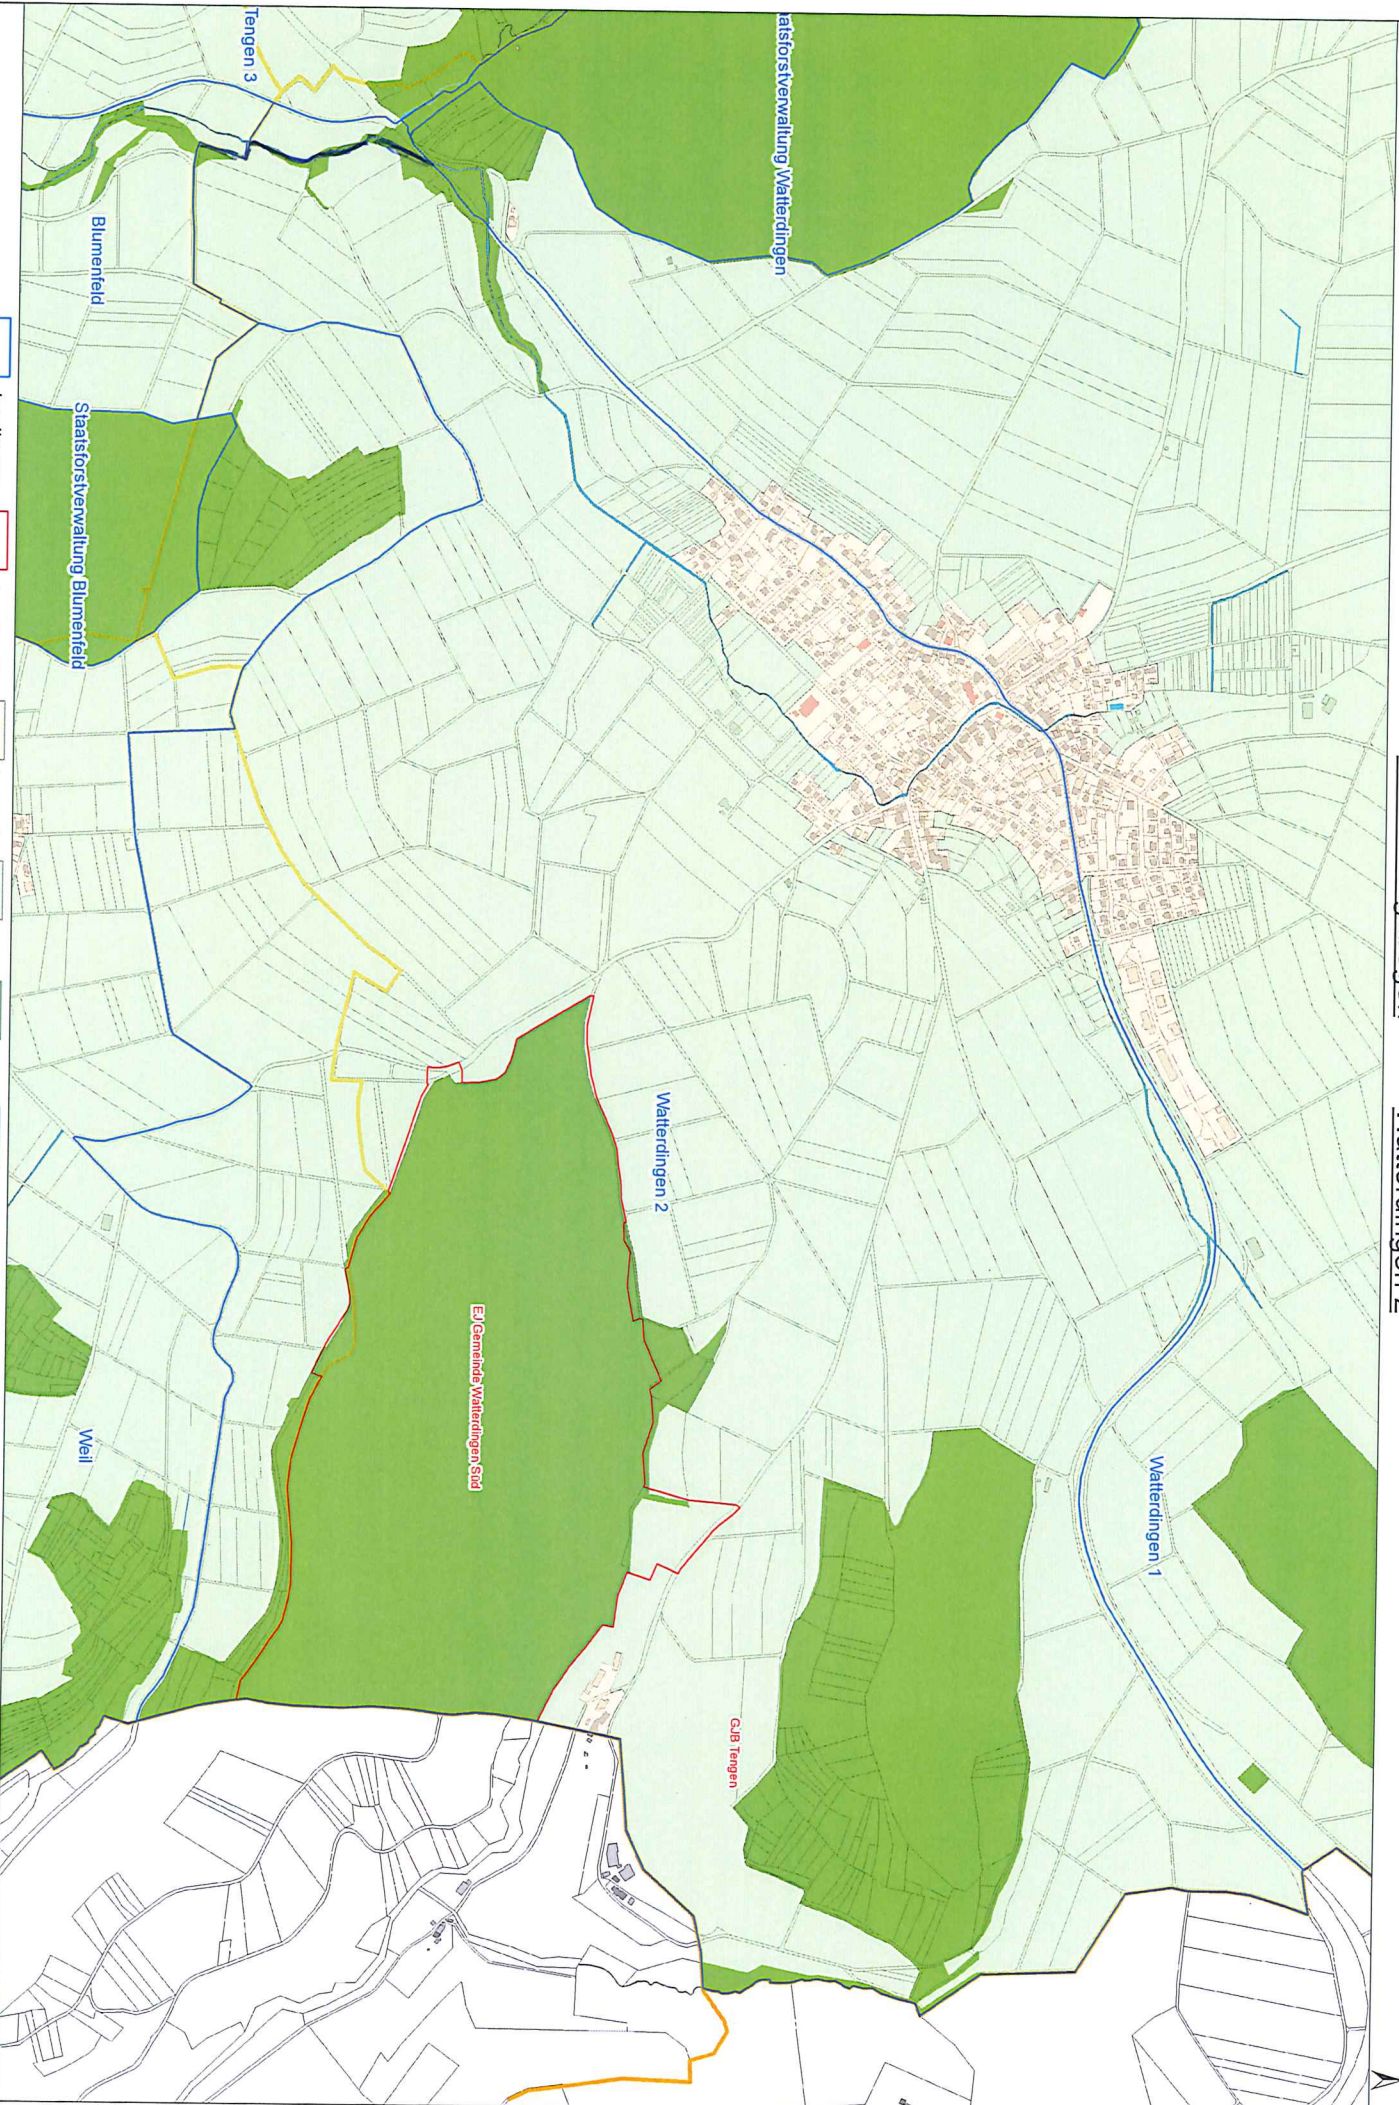 Tengen 3
atsforstverwaltung Watterdingen
Blumenfeld
Staatsforstverwaltung Blumenfeld
Watterdingen 2
EJ Gemeinde Watterdingen Süd
Watterdingen 1
Weil
GJB Tengen